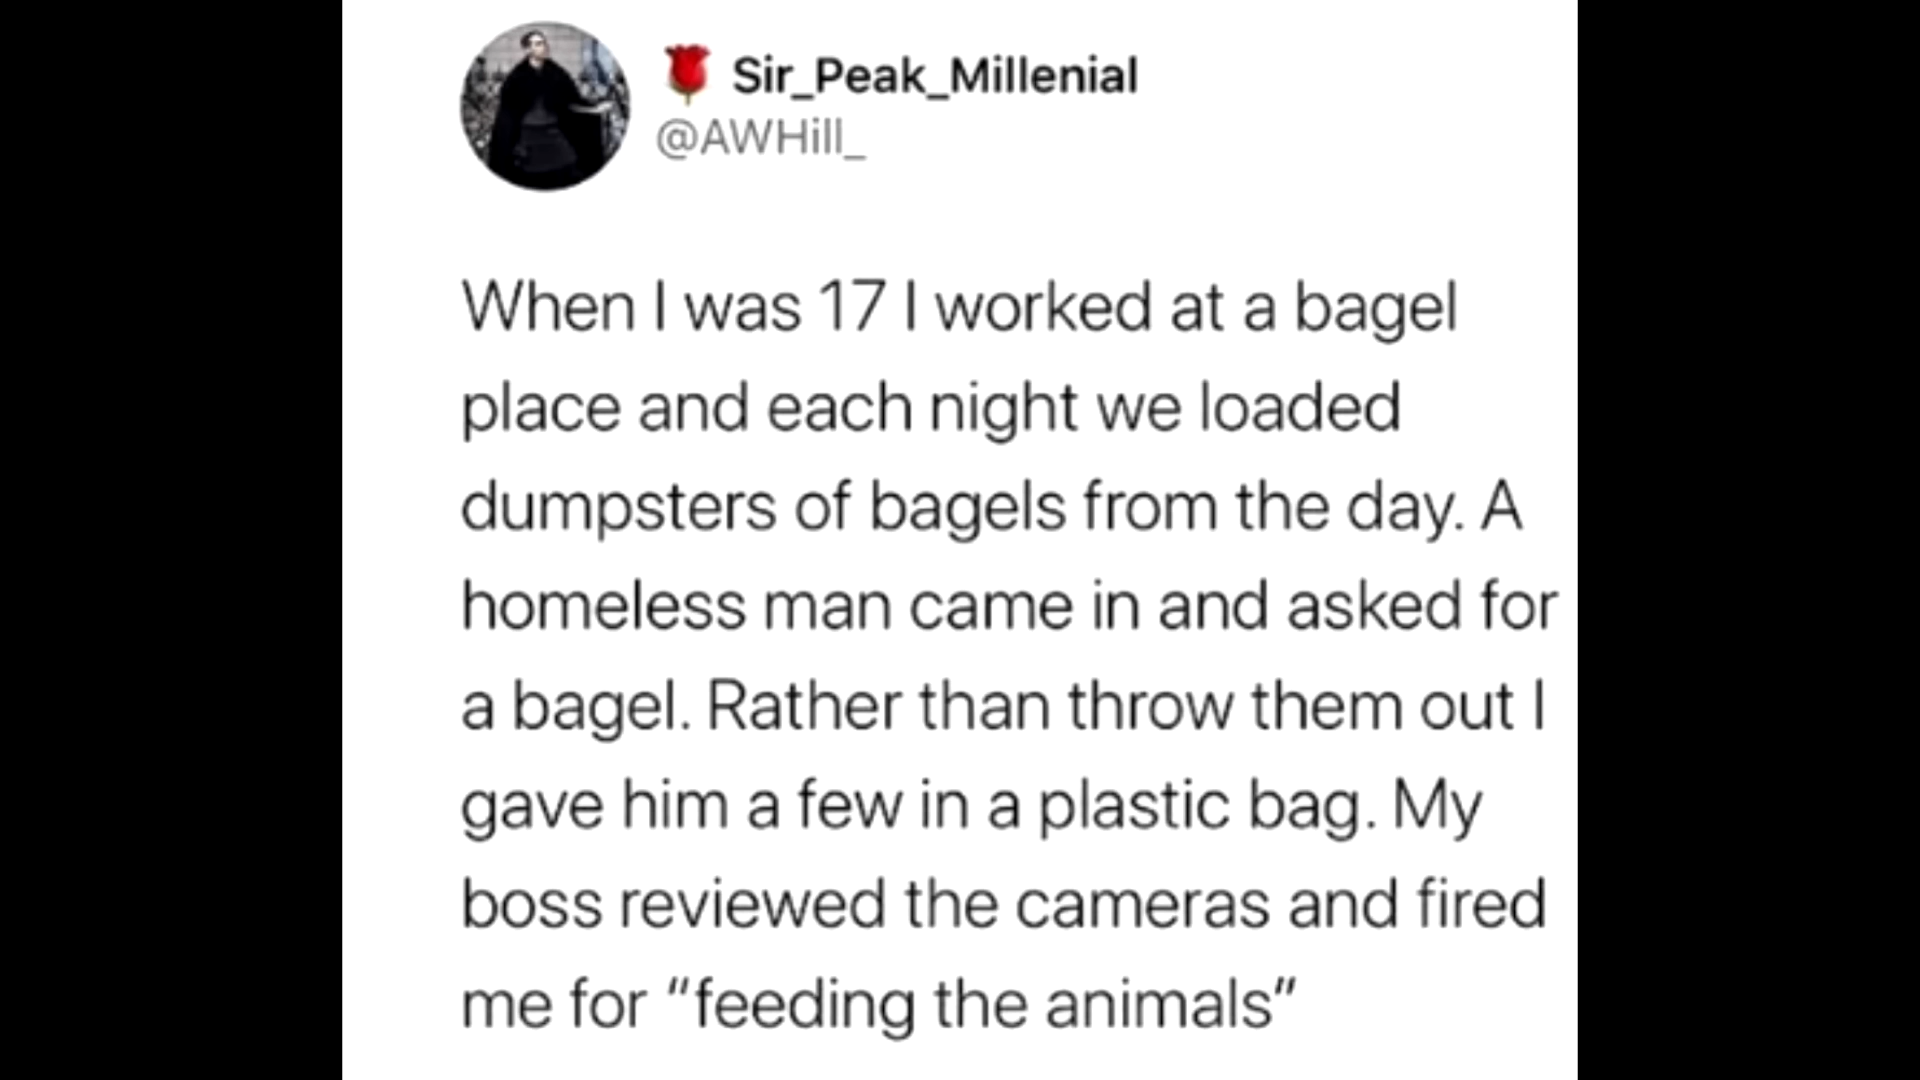 🌹 Sir_Peak_Millenial
@AWHill_
When I was 17 I worked at a bagel
place and each night we loaded
dumpsters of bagels from the day. A
homeless man came in and asked for
a bagel. Rather than throw them out I
gave him a few in a plastic bag. My
boss reviewed the cameras and fired
me for “feeding the animals”